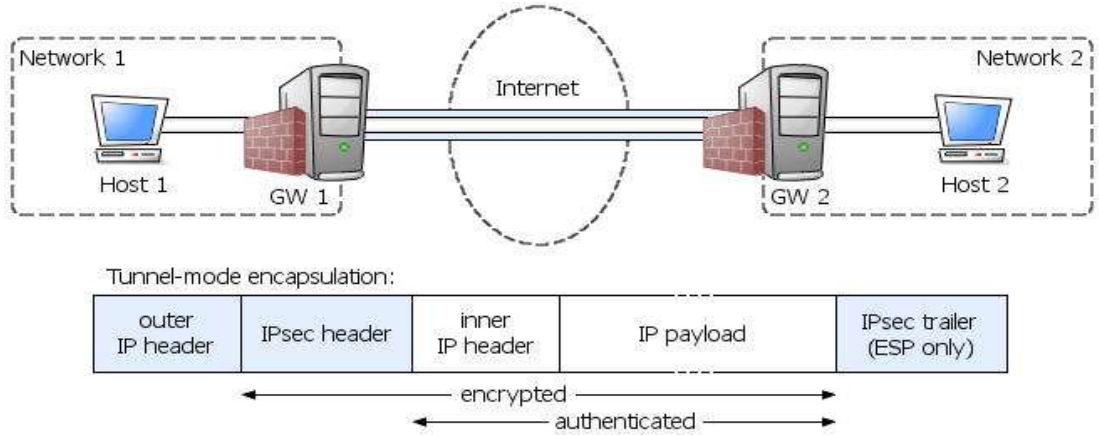 Network 1
Internet
Network 2
Host 1
GW 1
GW 2
Host 2
Tunnel-mode encapsulation:
outer
IP header
IPsec header
inner
IP header
IP payload
IPsec trailer
(ESP only)
encrypted
authenticated